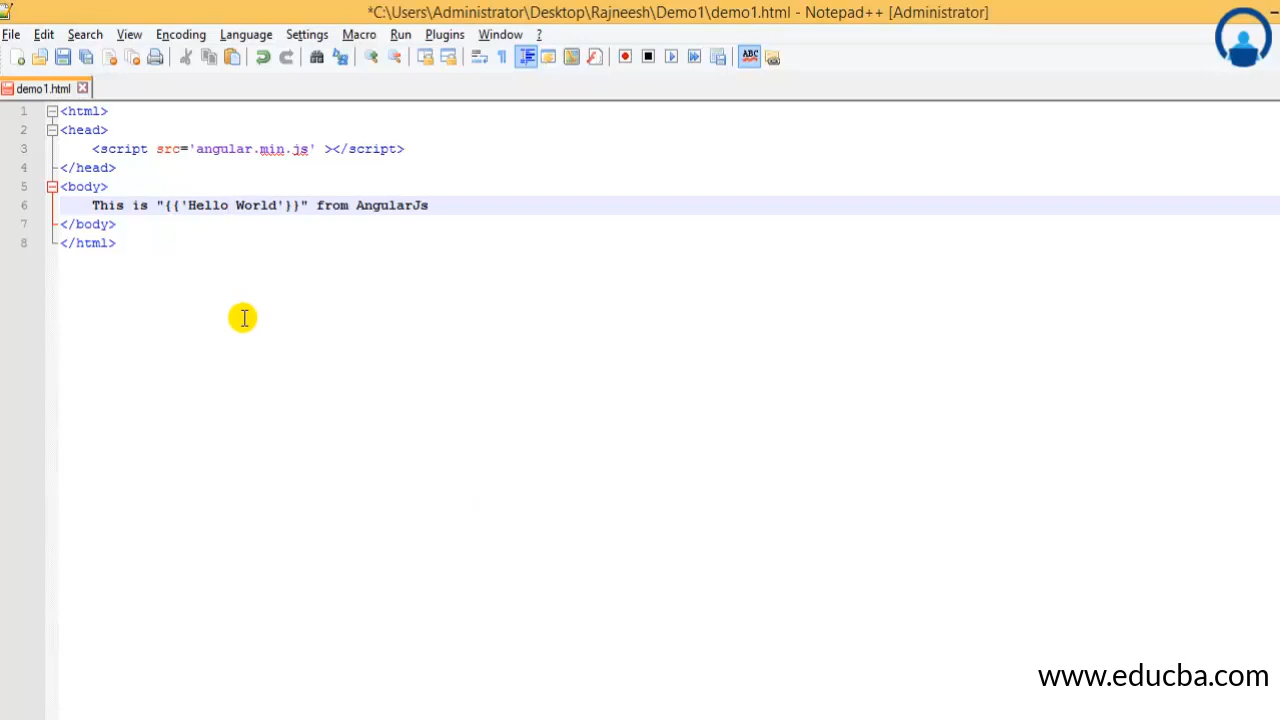 *C:\Users\Administrator\Desktop\Rajneesh\Demo1\demo1.html - Notepad++ [Administrator]
File Edit Search View Encoding Language Settings Macro Run Plugins Window ?
ABC
demo1.html
1 <html>
2 <head>
3 <script src='angular.min.js' ></script>
4 </head>
5 <body>
6 This is "{{'Hello World'}}" from AngularJs
7 </body>
8 </html>
www.educba.com